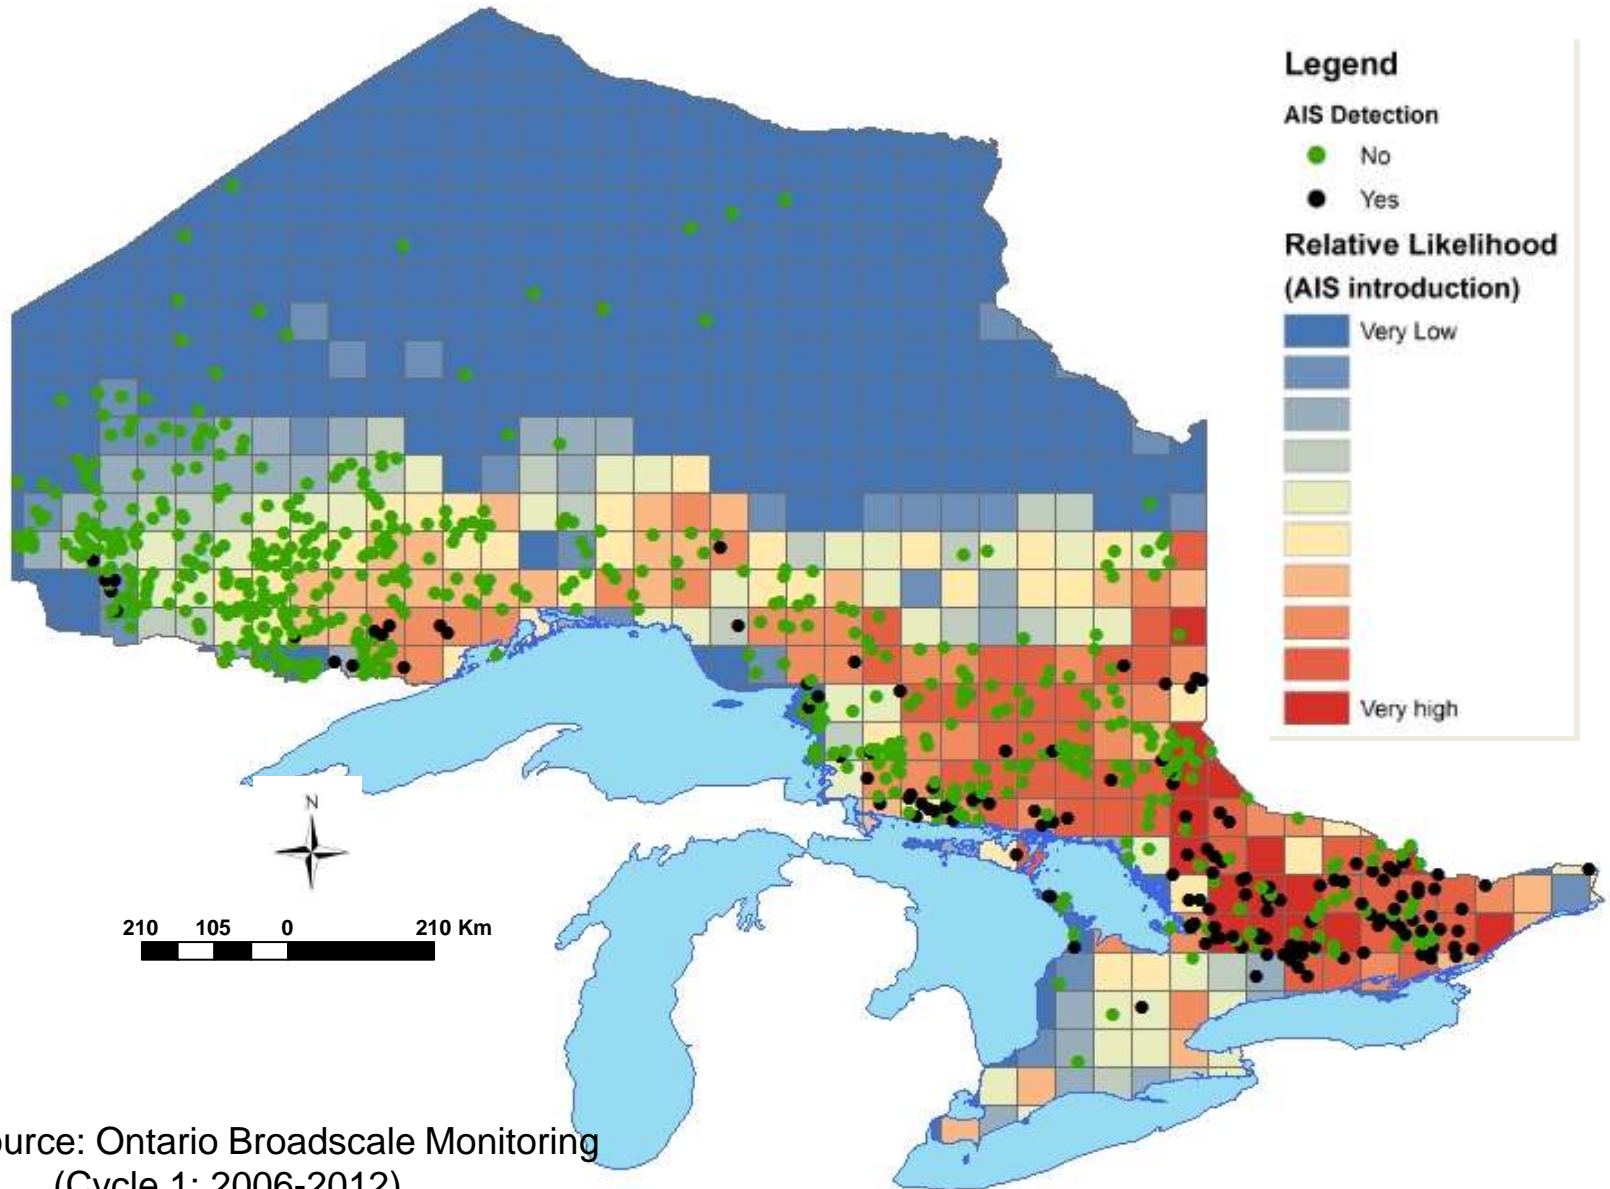 Legend
AIS Detection
No
Yes
Relative Likelihood
(AIS introduction)
Very Low
Very high
N
210 105 0 210 Km
ource: Ontario Broadscale Monitoring
(Cycle 1: 2006-2012)